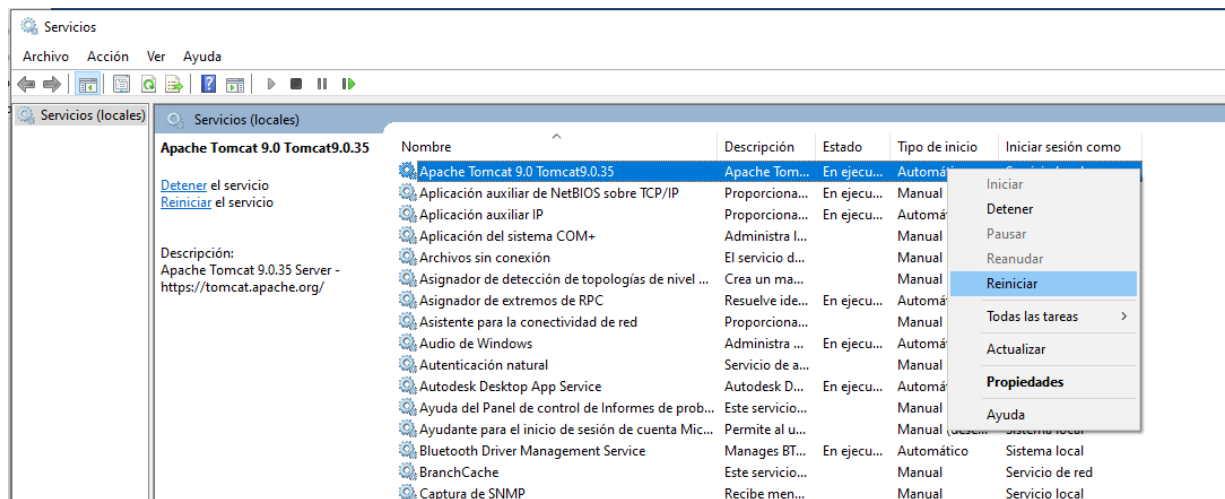 Servicios
Archivo Acción Ver Ayuda
Servicios (locales)
Servicios (locales)
Apache Tomcat 9.0 Tomcat9.0.35
Detener el servicio
Reiniciar el servicio
Descripción:
Apache Tomcat 9.0.35 Server -
https://tomcat.apache.org/
Nombre Descripción Estado Tipo de inicio Iniciar sesión como
Apache Tomcat 9.0 Tomcat9.0.35 Apache Tom... En ejecu... Automá
Aplicación auxiliar de NetBIOS sobre TCP/IP Proporciona... En ejecu... Manual
Aplicación auxiliar IP Proporciona... En ejecu... Automá
Aplicación del sistema COM+ Administra l... Manual
Archivos sin conexión El servicio d... Manual
Asignador de detección de topologías de nivel ... Crea un ma... Manual
Asignador de extremos de RPC Resuelve ide... En ejecu... Automá
Asistente para la conectividad de red Proporciona... Manual
Audio de Windows Administra ... En ejecu... Automá
Autenticación natural Servicio de a... Manual
Autodesk Desktop App Service Autodesk D... En ejecu... Automá
Ayuda del Panel de control de Informes de prob... Este servicio... Manual
Ayudante para el inicio de sesión de cuenta Mic... Permite al u... Manual
Bluetooth Driver Management Service Manages BT... En ejecu... Automático Sistema local
BranchCache Este servicio... Manual Servicio de red
Captura de SNMP Recibe men... Manual Servicio local
Iniciar
Detener
Pausar
Reanudar
Reiniciar
Todas las tareas
Actualizar
Propiedades
Ayuda